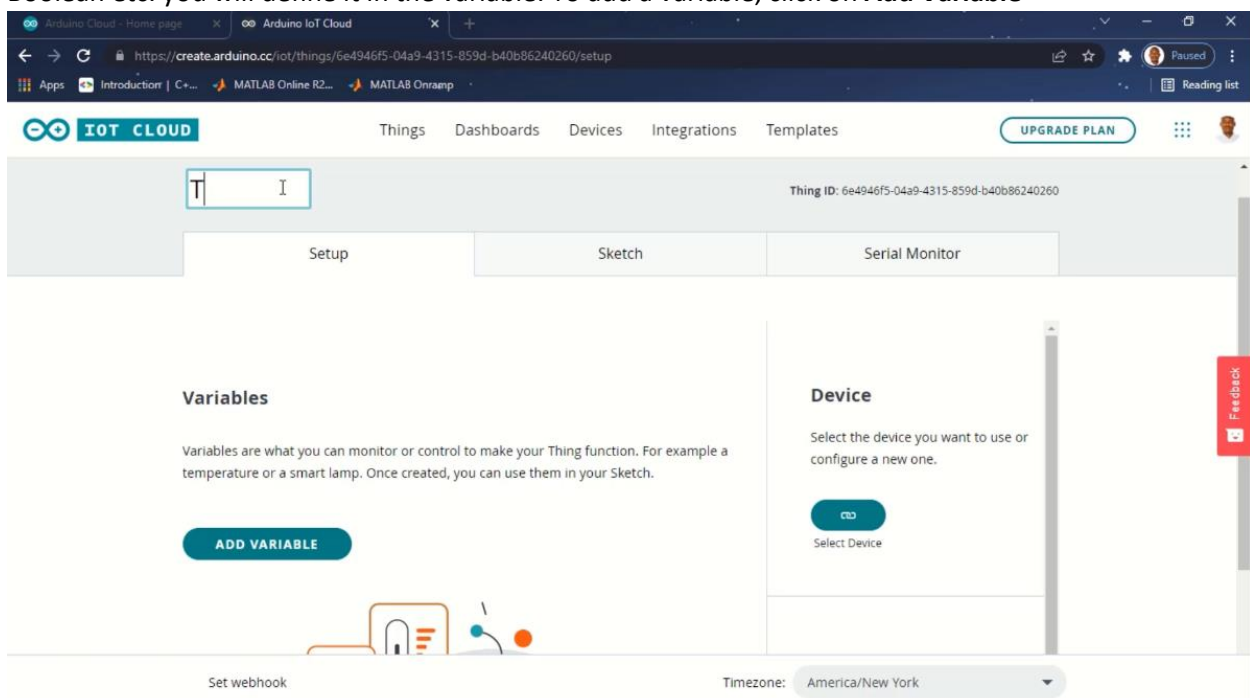 Boolean etc. you will define it in the variable. To add a variable, click on Add Variable
Arduino Cloud - Home page
Arduino IoT Cloud
https://create.arduino.cc/iot/things/6e4946f5-04a9-4315-859d-b40b86240260/setup
Paused
Apps
Introduction | C+...
MATLAB Online R2...
MATLAB Onramp
Reading list
IOT CLOUD
Things
Dashboards
Devices
Integrations
Templates
UPGRADE PLAN
T
Thing ID: 6e4946f5-04a9-4315-859d-b40b86240260
Setup
Sketch
Serial Monitor
Variables
Variables are what you can monitor or control to make your Thing function. For example a
temperature or a smart lamp. Once created, you can use them in your Sketch.
ADD VARIABLE
Device
Select the device you want to use or
configure a new one.
Select Device
Feedback
Set webhook
Timezone: America/New York